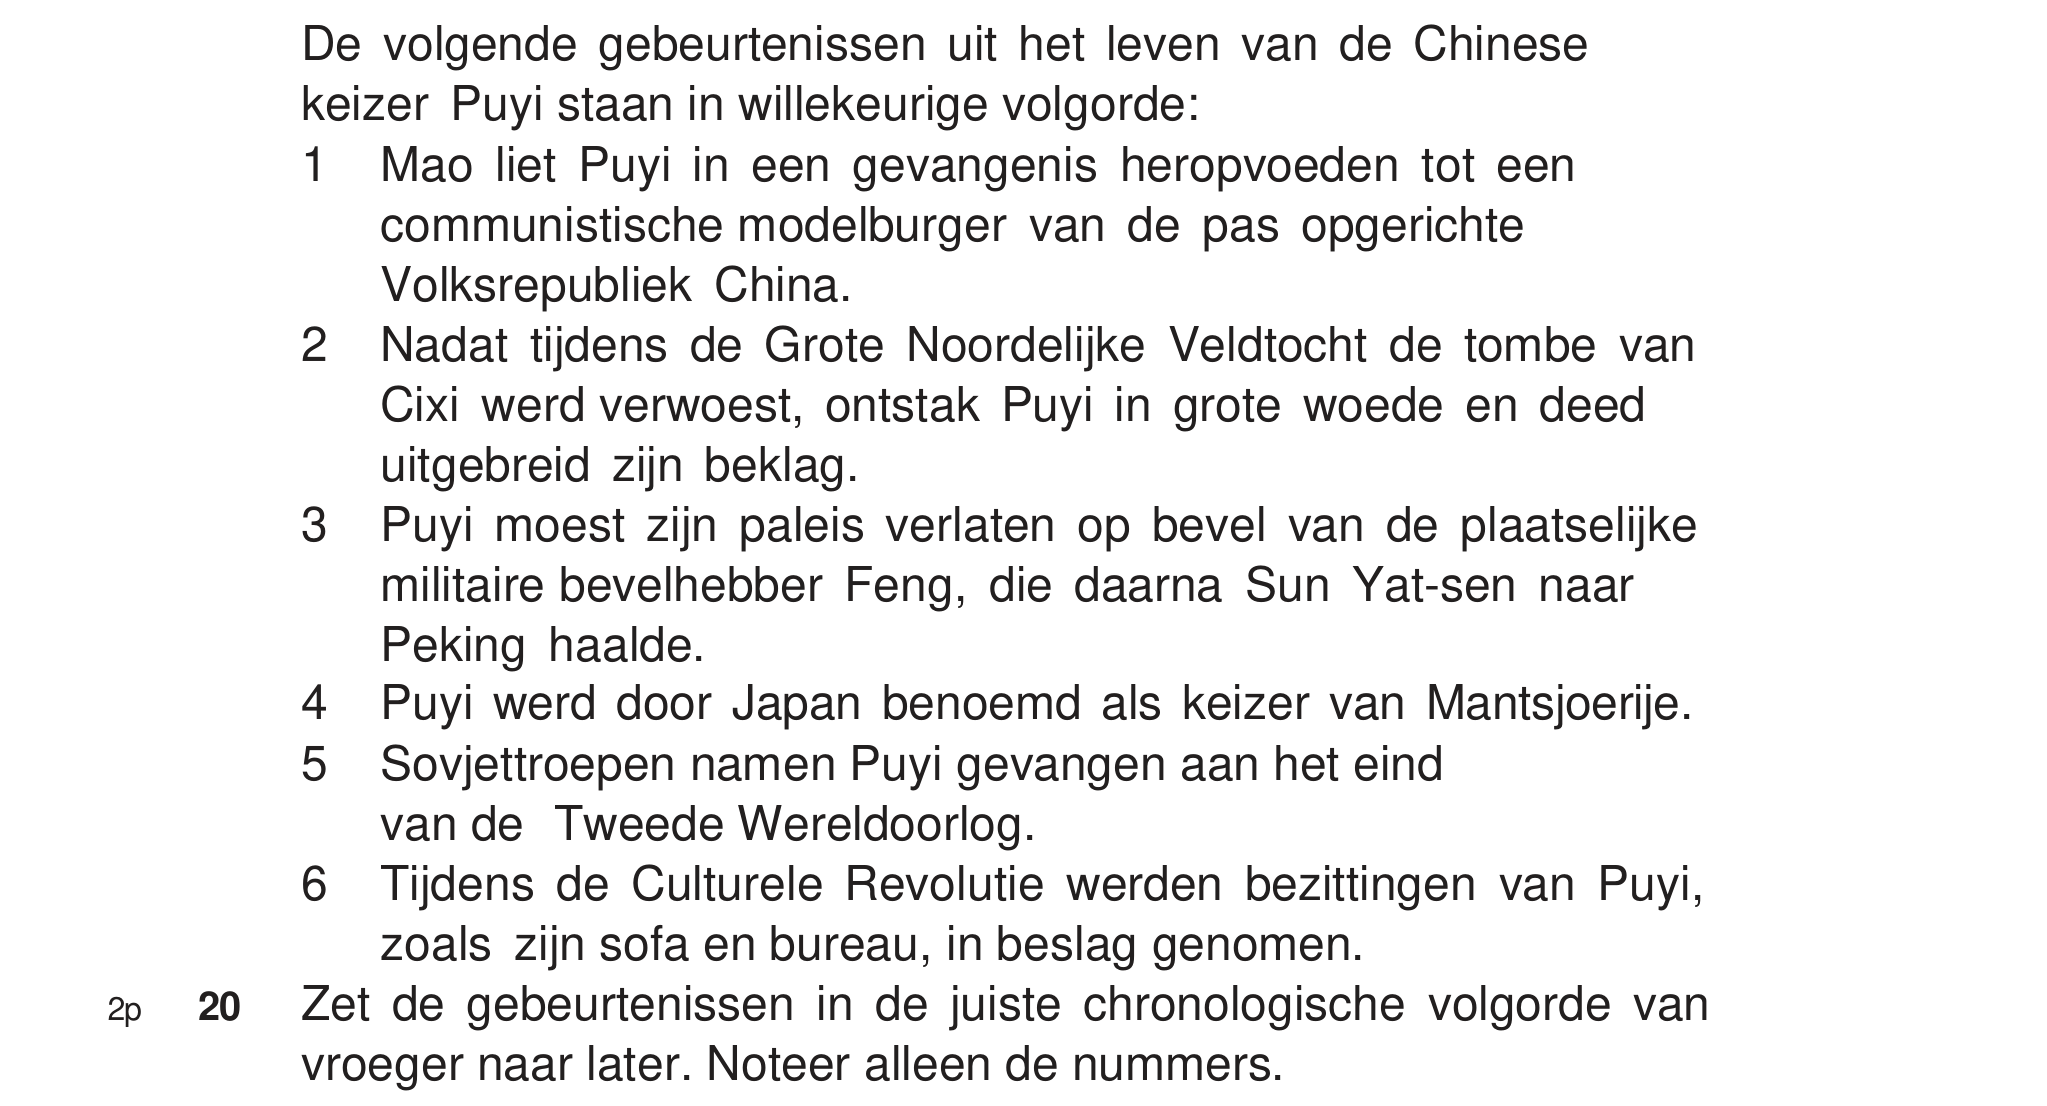 De volgende gebeurtenissen uit het leven van de Chinese
keizer Puyi staan in willekeurige volgorde:
1 Mao liet Puyi in een gevangenis heropvoeden tot een
communistische modelburger van de pas opgerichte
Volksrepubliek China.
2 Nadat tijdens de Grote Noordelijke Veldtocht de tombe van
Cixi werd verwoest, ontstak Puyi in grote woede en deed
uitgebreid zijn beklag.
3 Puyi moest zijn paleis verlaten op bevel van de plaatselijke
militaire bevelhebber Feng, die daarna Sun Yat-sen naar
Peking haalde.
4 Puyi werd door Japan benoemd als keizer van Mantsjoerije.
5 Sovjettroepen namen Puyi gevangen aan het eind
van de Tweede Wereldoorlog.
6 Tijdens de Culturele Revolutie werden bezittingen van Puyi,
zoals zijn sofa en bureau, in beslag genomen.
2p 20 Zet de gebeurtenissen in de juiste chronologische volgorde van
vroeger naar later. Noteer alleen de nummers.